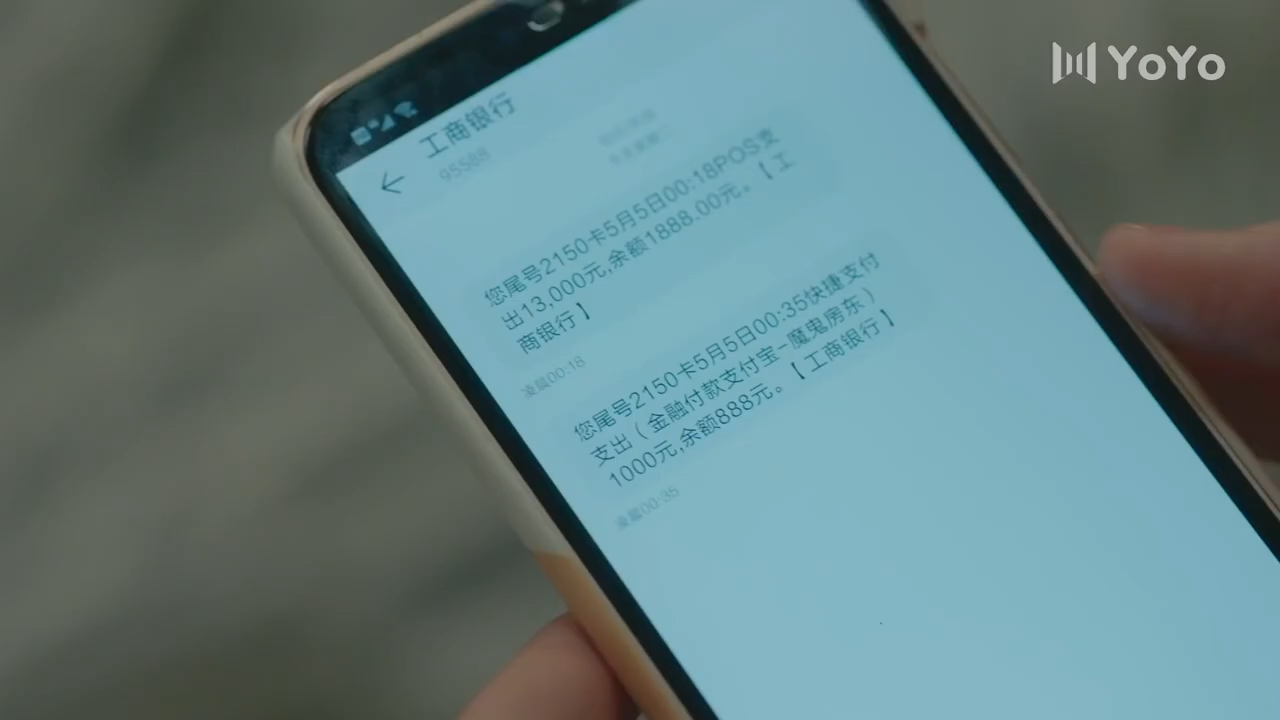 YoYo
工商银行
95588
您尾号2150卡5月5日00:18POS支
出13,000元,余额1888.00元。【工
商银行】
凌晨00:18
您尾号2150卡5月5日00:35快捷支付
支出（金融付款支付宝-魔鬼房东）
1000元,余额888元。【工商银行】
凌晨00:35